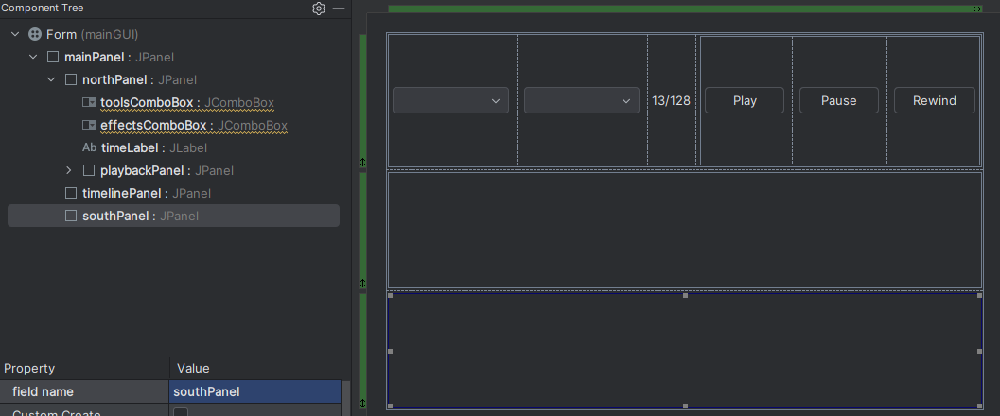 Component Tree
Form (mainGUI)
mainPanel : JPanel
northPanel : JPanel
toolsComboBox : JComboBox
effectsComboBox : JComboBox
Ab timeLabel : JLabel
playbackPanel : JPanel
timelinePanel : JPanel
southPanel : JPanel
Property Value
field name southPanel
Custom Create
13/128 Play Pause Rewind